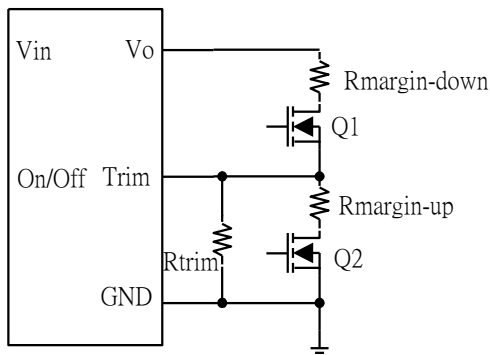 Vin
Vo
Rmargin-down
Q1
On/Off
Trim
Rmargin-up
Rtrim
Q2
GND